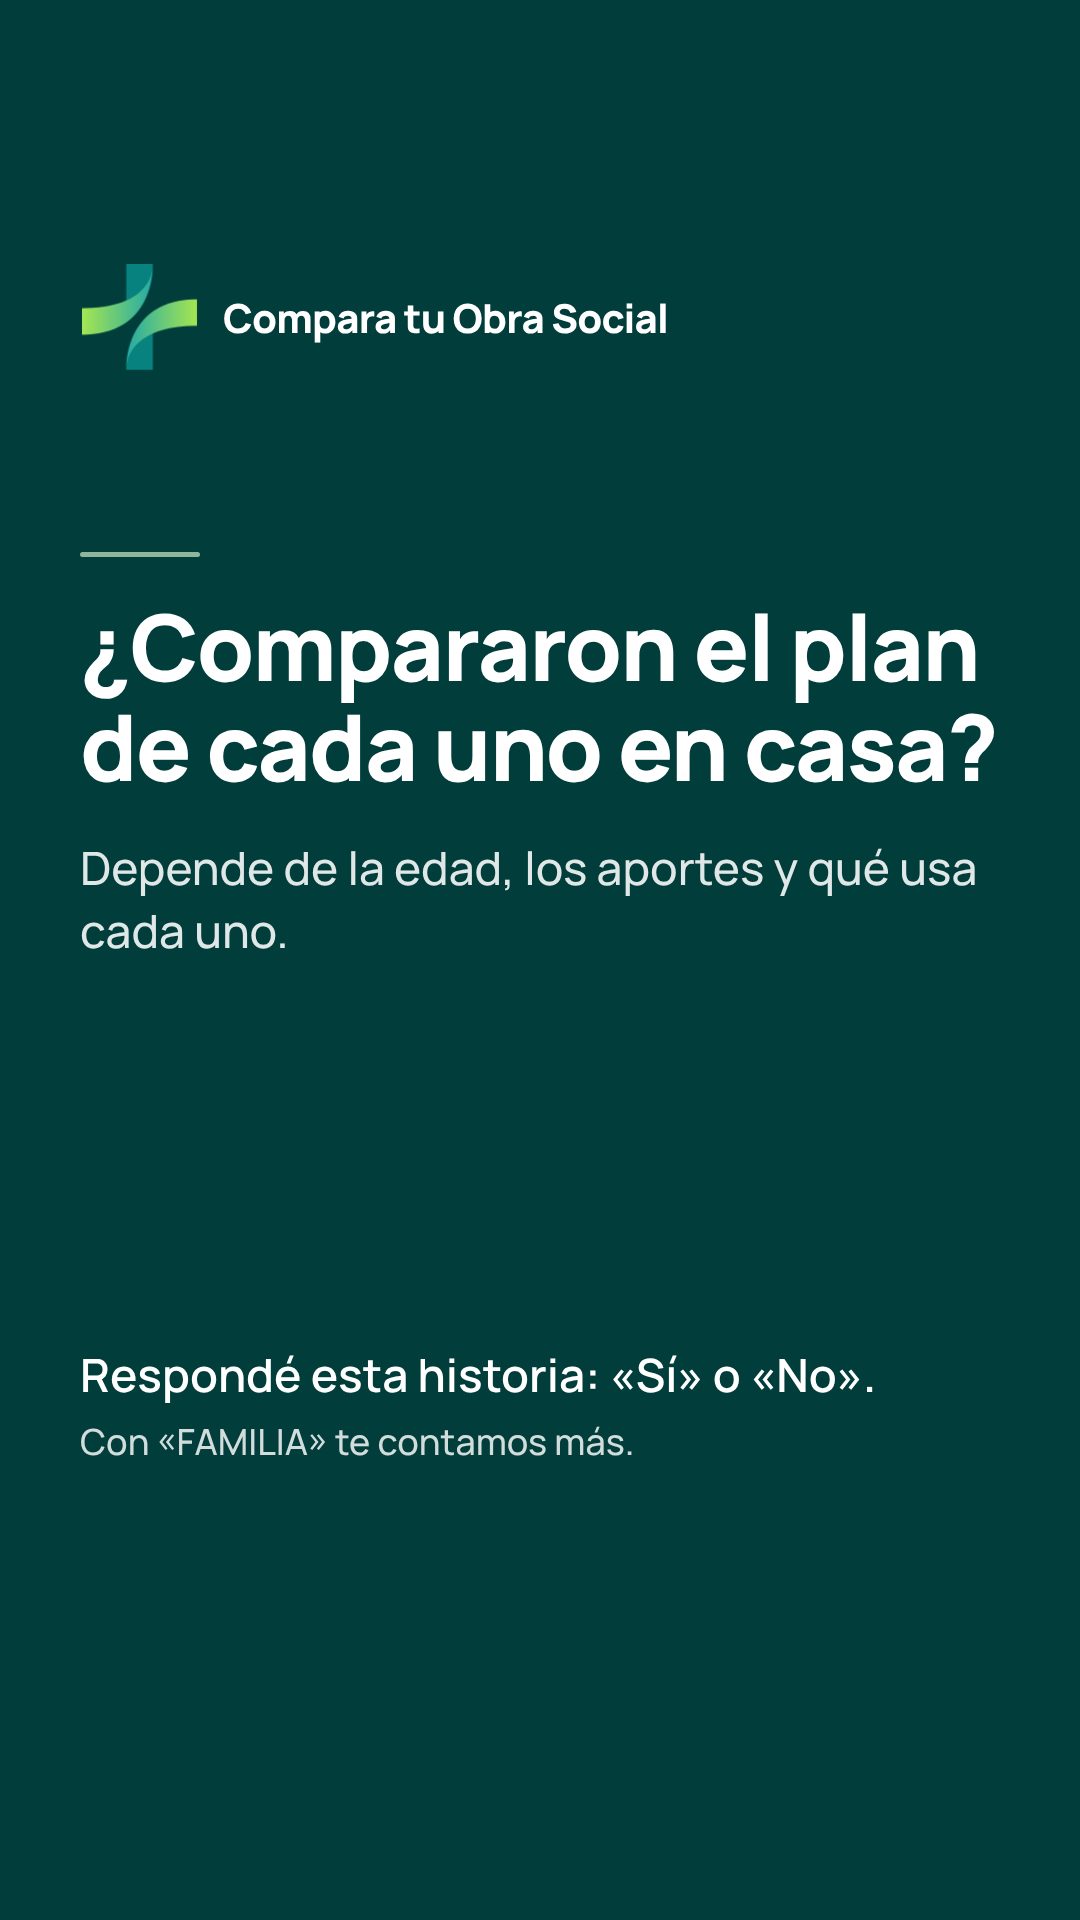 Compara tu Obra Social
¿Compararon el plan
de cada uno en casa?
Depende de la edad, los aportes y qué usa
cada uno.
Respondé esta historia: «Sí» o «No».
Con «FAMILIA» te contamos más.